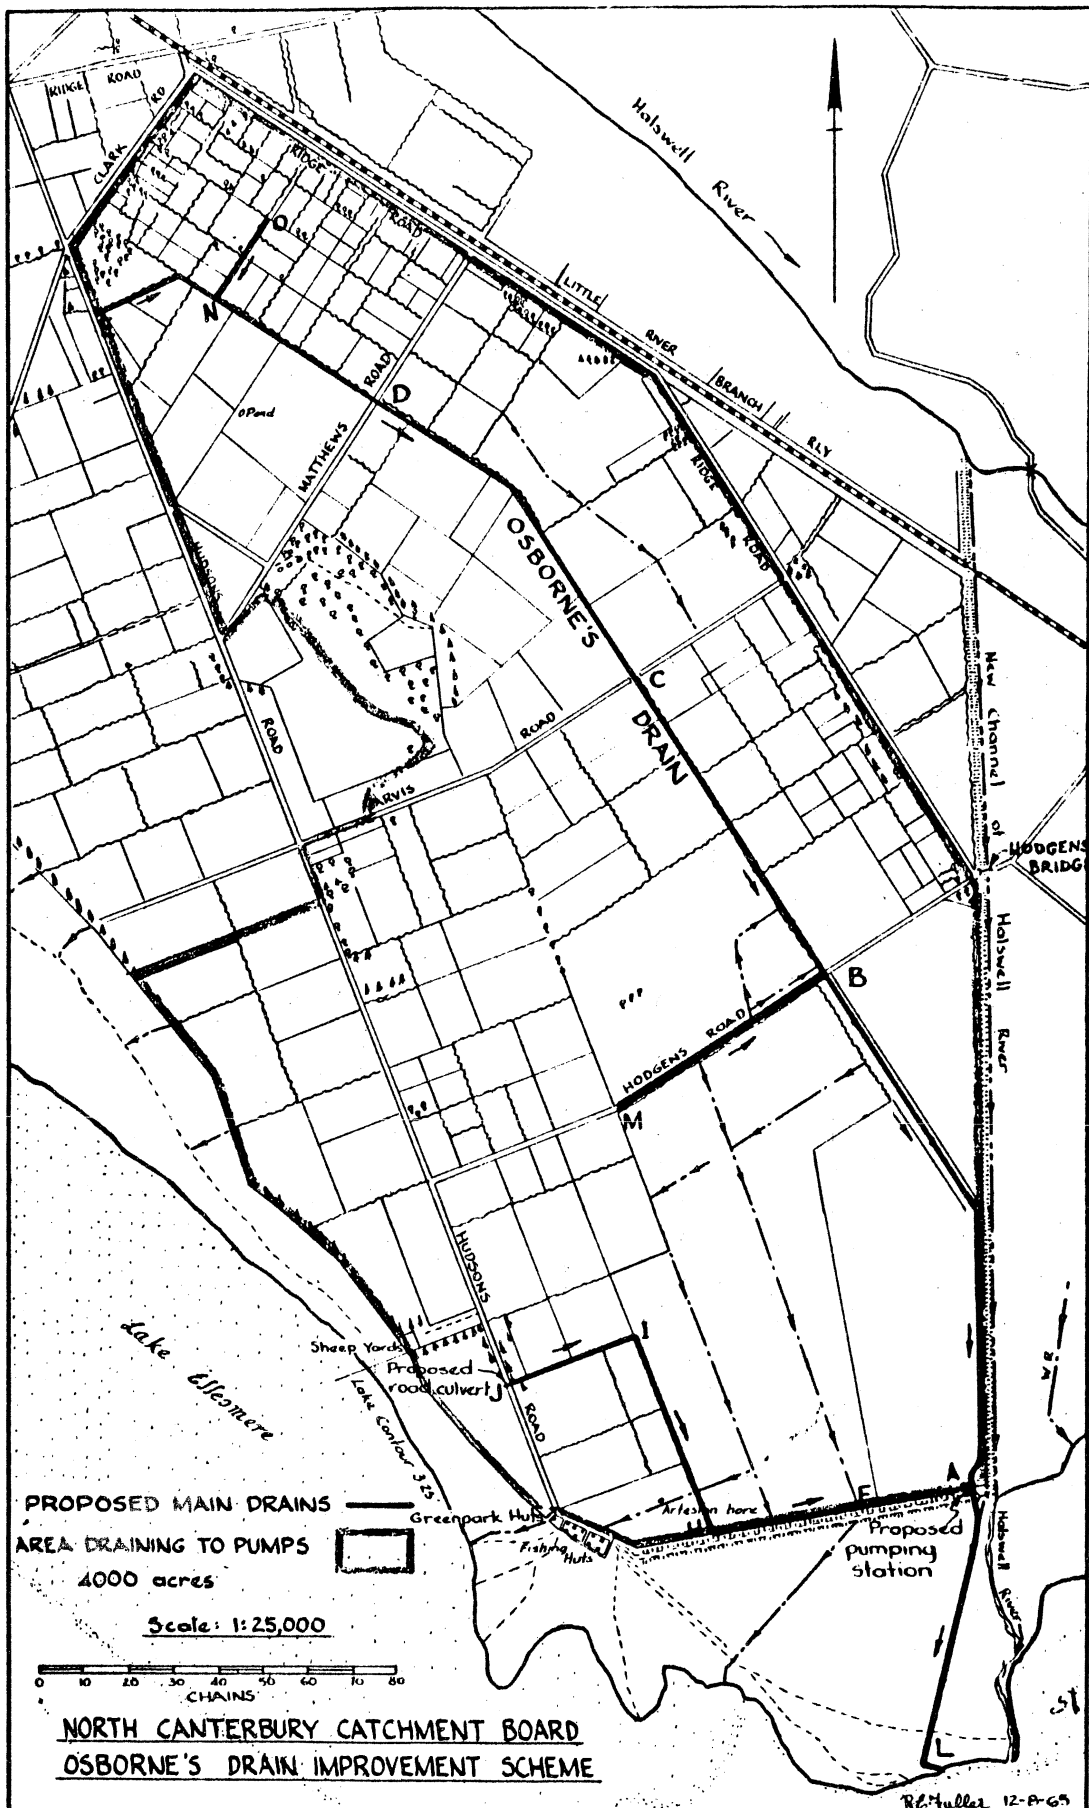 RIDGE ROAD
CLARK RD
RIDGE ROAD
Halswell River
O
N
LITTLE RIVER BRANCH RLY
D
MATTHEWS ROAD
Pond
OSBORNE'S DRAIN
RIDGE ROAD
HUDSONS ROAD
C
JARVIS ROAD
New Channel of Halswell River
HODGENS BRIDGE
B
HODGENS ROAD
M
HUDSONS ROAD
Lake Ellesmere
Sheep Yards
Proposed
road culvert
J
I
Lake Contour 3.25
WR
A
PROPOSED MAIN DRAINS
Greenpark Huts
Fishing Huts
Artesian bore
H
E
Proposed
pumping
station
Halswell River
AREA DRAINING TO PUMPS
4000 acres
Scale: 1:25,000
0 10 20 30 40 50 60 70 80
CHAINS
L
NORTH CANTERBURY CATCHMENT BOARD
OSBORNE'S DRAIN IMPROVEMENT SCHEME
12-8-65